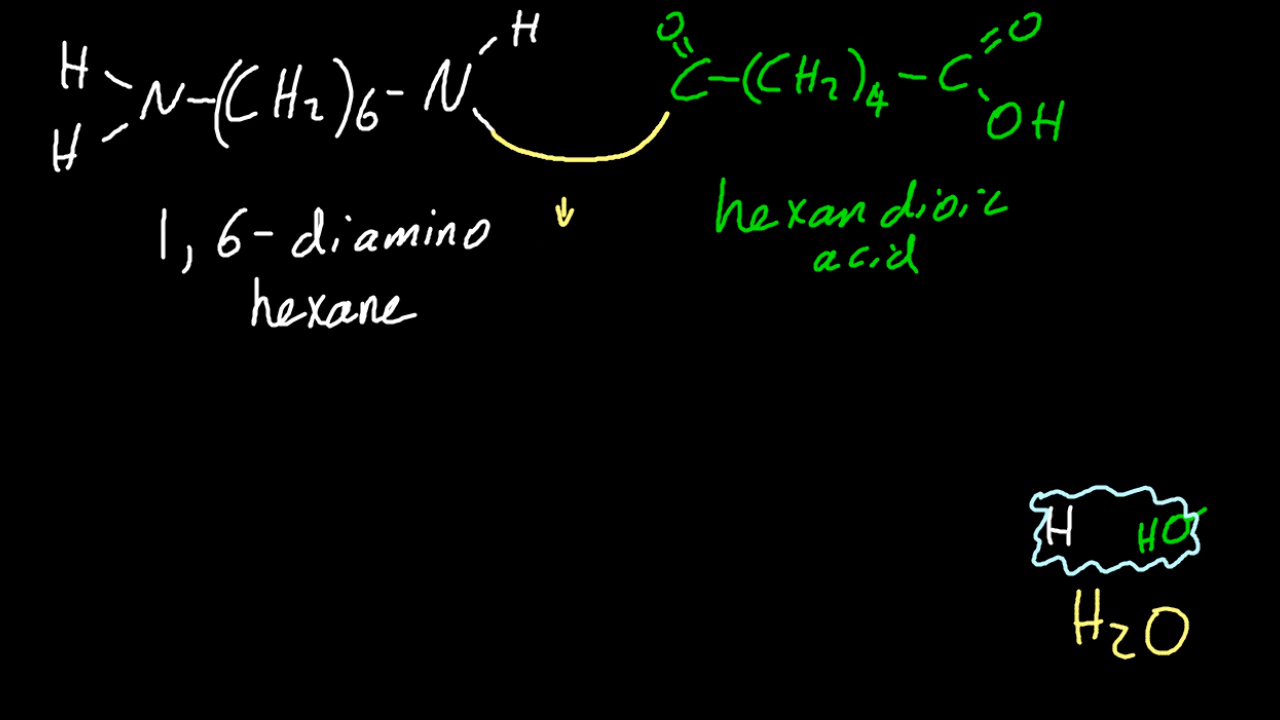 H H N-(CH₂)₆-N H O=C-(CH₂)₄-C=O OH
1,6-diamino hexane
hexandioic acid
H HO
H₂O